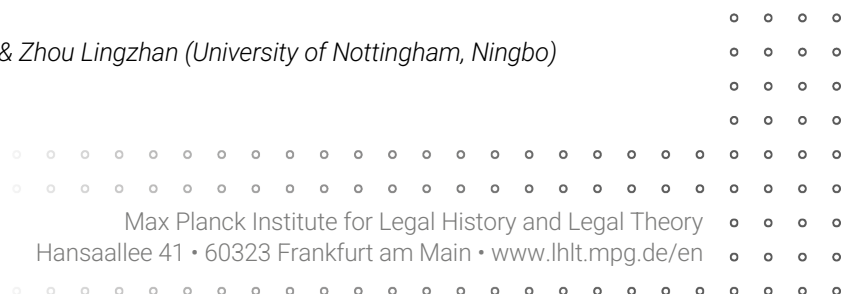 & Zhou Lingzhan (University of Nottingham, Ningbo)
Max Planck Institute for Legal History and Legal Theory
Hansaallee 41 • 60323 Frankfurt am Main • www.lhlt.mpg.de/en